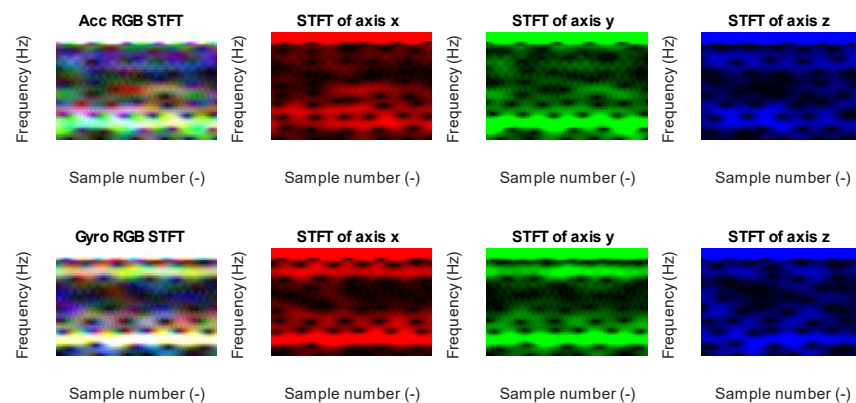 Acc RGB STFT
STFT of axis x
STFT of axis y
STFT of axis z
Frequency (Hz)
Frequency (Hz)
Frequency (Hz)
Frequency (Hz)
Sample number (-)
Sample number (-)
Sample number (-)
Sample number (-)
Gyro RGB STFT
STFT of axis x
STFT of axis y
STFT of axis z
Frequency (Hz)
Frequency (Hz)
Frequency (Hz)
Frequency (Hz)
Sample number (-)
Sample number (-)
Sample number (-)
Sample number (-)